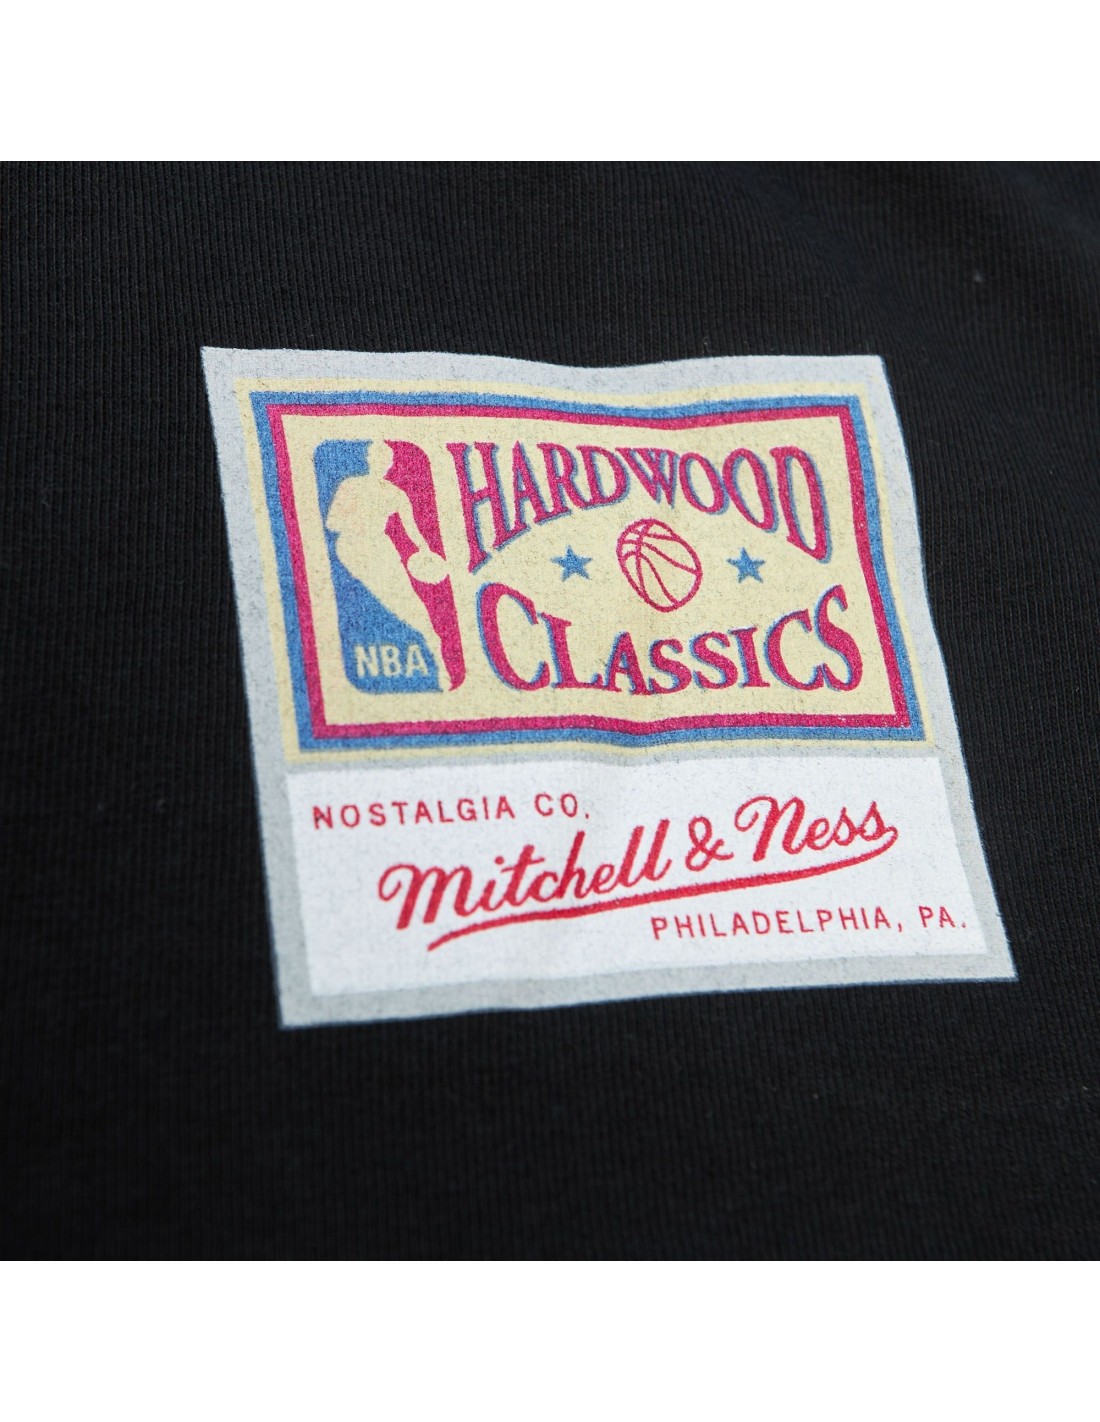 HARDWOOD
CLASSICS
NBA
NOSTALGIA CO.
Mitchell & Ness
PHILADELPHIA, PA.